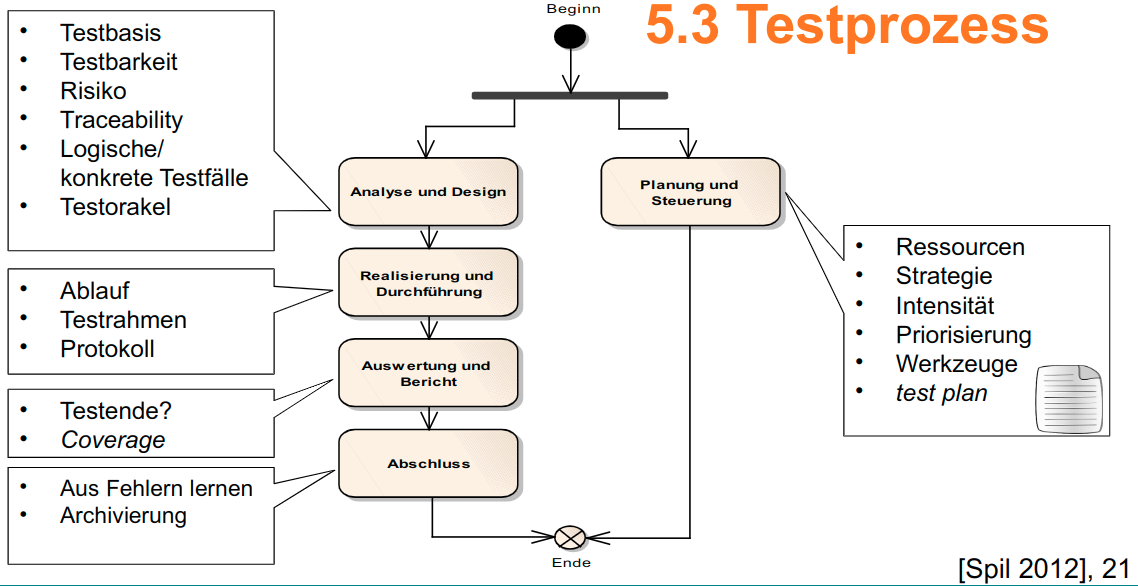 5.3 Testprozess
Beginn
• Testbasis
• Testbarkeit
• Risiko
• Traceability
• Logische/
konkrete Testfälle
• Testorakel
Analyse und Design
Planung und
Steuerung
• Ressourcen
• Strategie
• Intensität
• Priorisierung
• Werkzeuge
• test plan
• Ablauf
• Testrahmen
• Protokoll
Realisierung und
Durchführung
• Testende?
• Coverage
Auswertung und
Bericht
• Aus Fehlern lernen
• Archivierung
Abschluss
Ende
[Spil 2012], 21